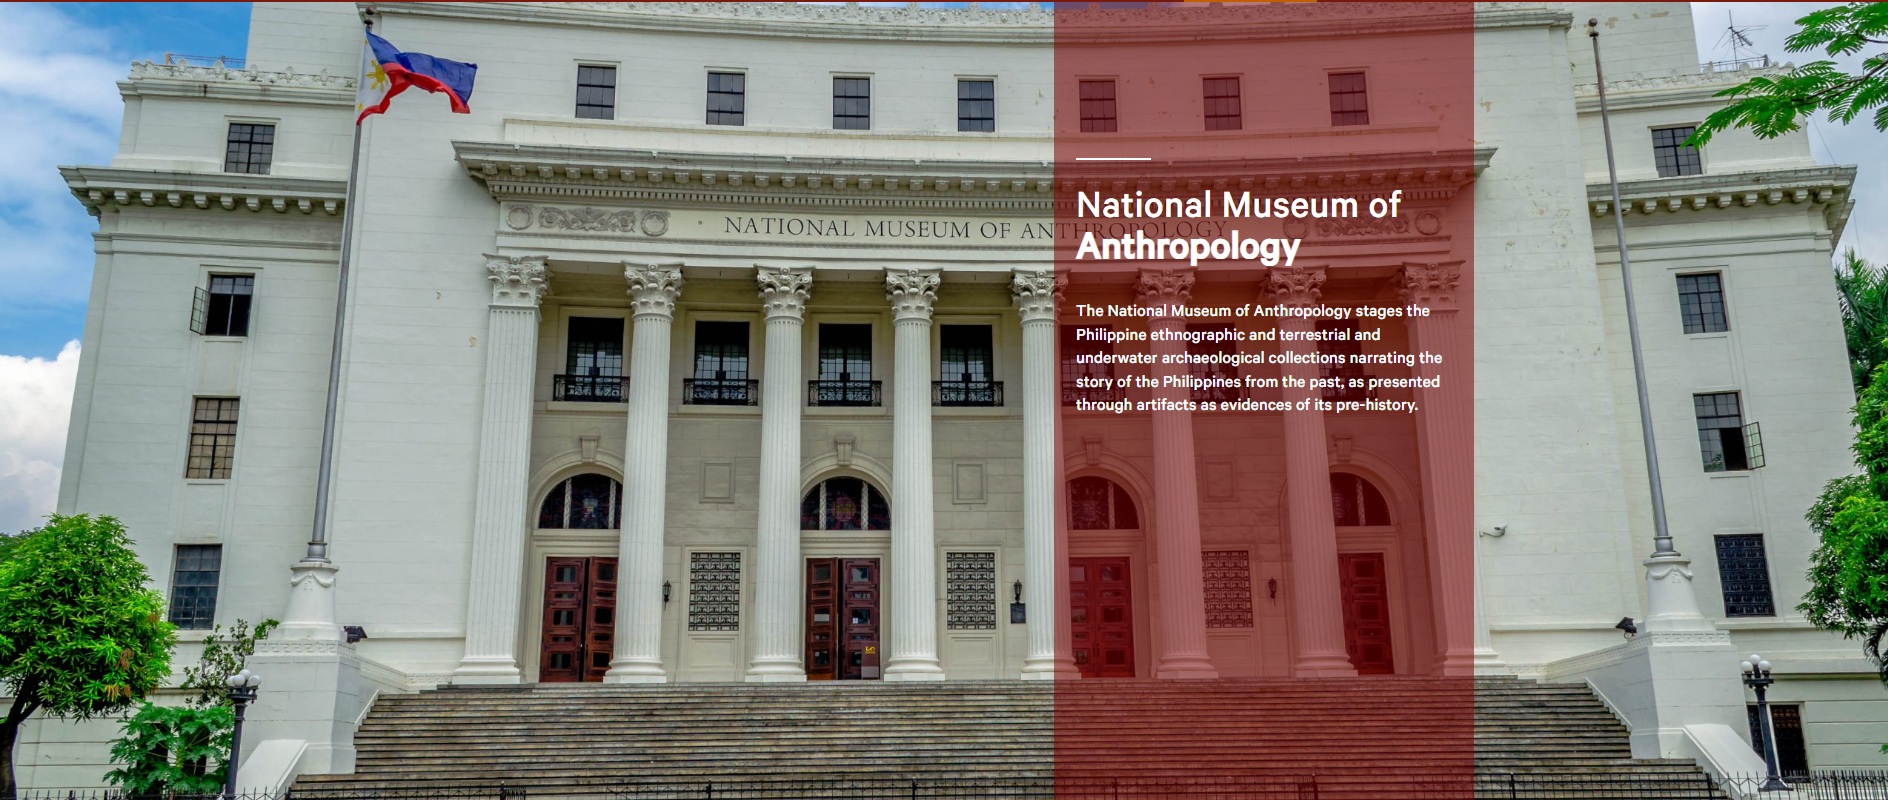 NATIONAL MUSEUM OF ANTHROPOLOGY
National Museum of
Anthropology
The National Museum of Anthropology stages the
Philippine ethnographic and terrestrial and
underwater archaeological collections narrating the
story of the Philippines from the past, as presented
through artifacts as evidences of its pre-history.